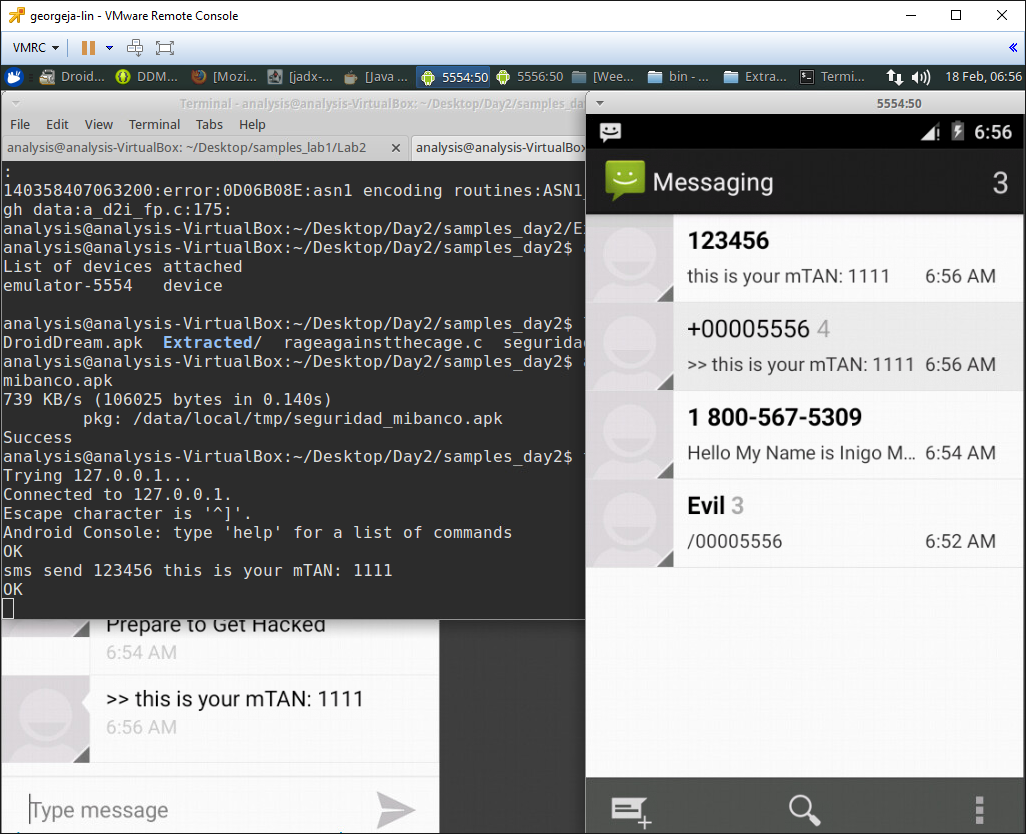 georgeja-lin - VMware Remote Console
VMRC
Droid... DDM... [Mozi... [jadx-... [Java ... 5554:50 5556:50 [Wee... bin - ... Extra... Termi... 18 Feb, 06:56
Terminal - analysis@analysis-VirtualBox: ~/Desktop/Day2/samples_da
File Edit View Terminal Tabs Help
analysis@analysis-VirtualBox: ~/Desktop/samples_lab1/Lab2
analysis@analysis-VirtualBo
:
140358407063200:error:0D06B08E:asn1 encoding routines:ASN1_
gh data:a_d2i_fp.c:175:
analysis@analysis-VirtualBox:~/Desktop/Day2/samples_day2/E
analysis@analysis-VirtualBox:~/Desktop/Day2/samples_day2$ a
List of devices attached
emulator-5554 device
analysis@analysis-VirtualBox:~/Desktop/Day2/samples_day2$
DroidDream.apk Extracted/ rageagainstthecage.c segurida
analysis@analysis-VirtualBox:~/Desktop/Day2/samples_day2$ a
mibanco.apk
739 KB/s (106025 bytes in 0.140s)
pkg: /data/local/tmp/seguridad_mibanco.apk
Success
analysis@analysis-VirtualBox:~/Desktop/Day2/samples_day2$
Trying 127.0.0.1...
Connected to 127.0.0.1.
Escape character is '^]'.
Android Console: type 'help' for a list of commands
OK
sms send 123456 this is your mTAN: 1111
OK
Prepare to Get Hacked
6:54 AM
>> this is your mTAN: 1111
6:56 AM
Type message
5554:50
6:56
Messaging 3
123456
this is your mTAN: 1111 6:56 AM
+00005556 4
>> this is your mTAN: 1111 6:56 AM
1 800-567-5309
Hello My Name is Inigo M... 6:54 AM
Evil 3
/00005556 6:52 AM